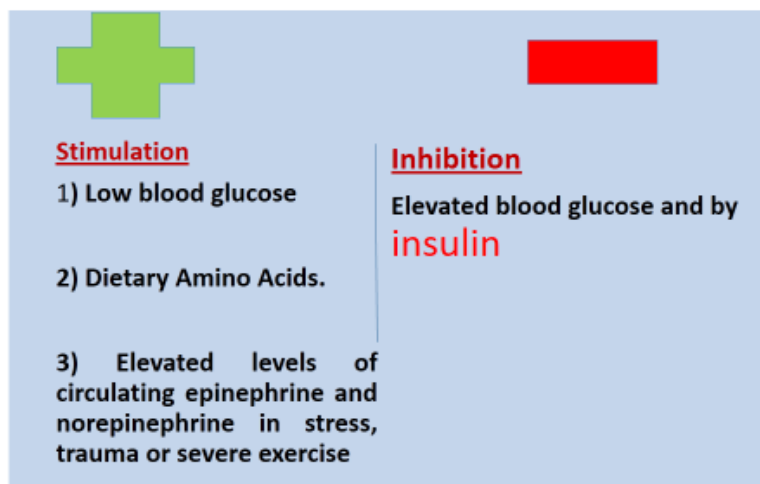 Stimulation
1) Low blood glucose
2) Dietary Amino Acids.
3) Elevated levels of
circulating epinephrine and
norepinephrine in stress,
trauma or severe exercise
Inhibition
Elevated blood glucose and by
insulin